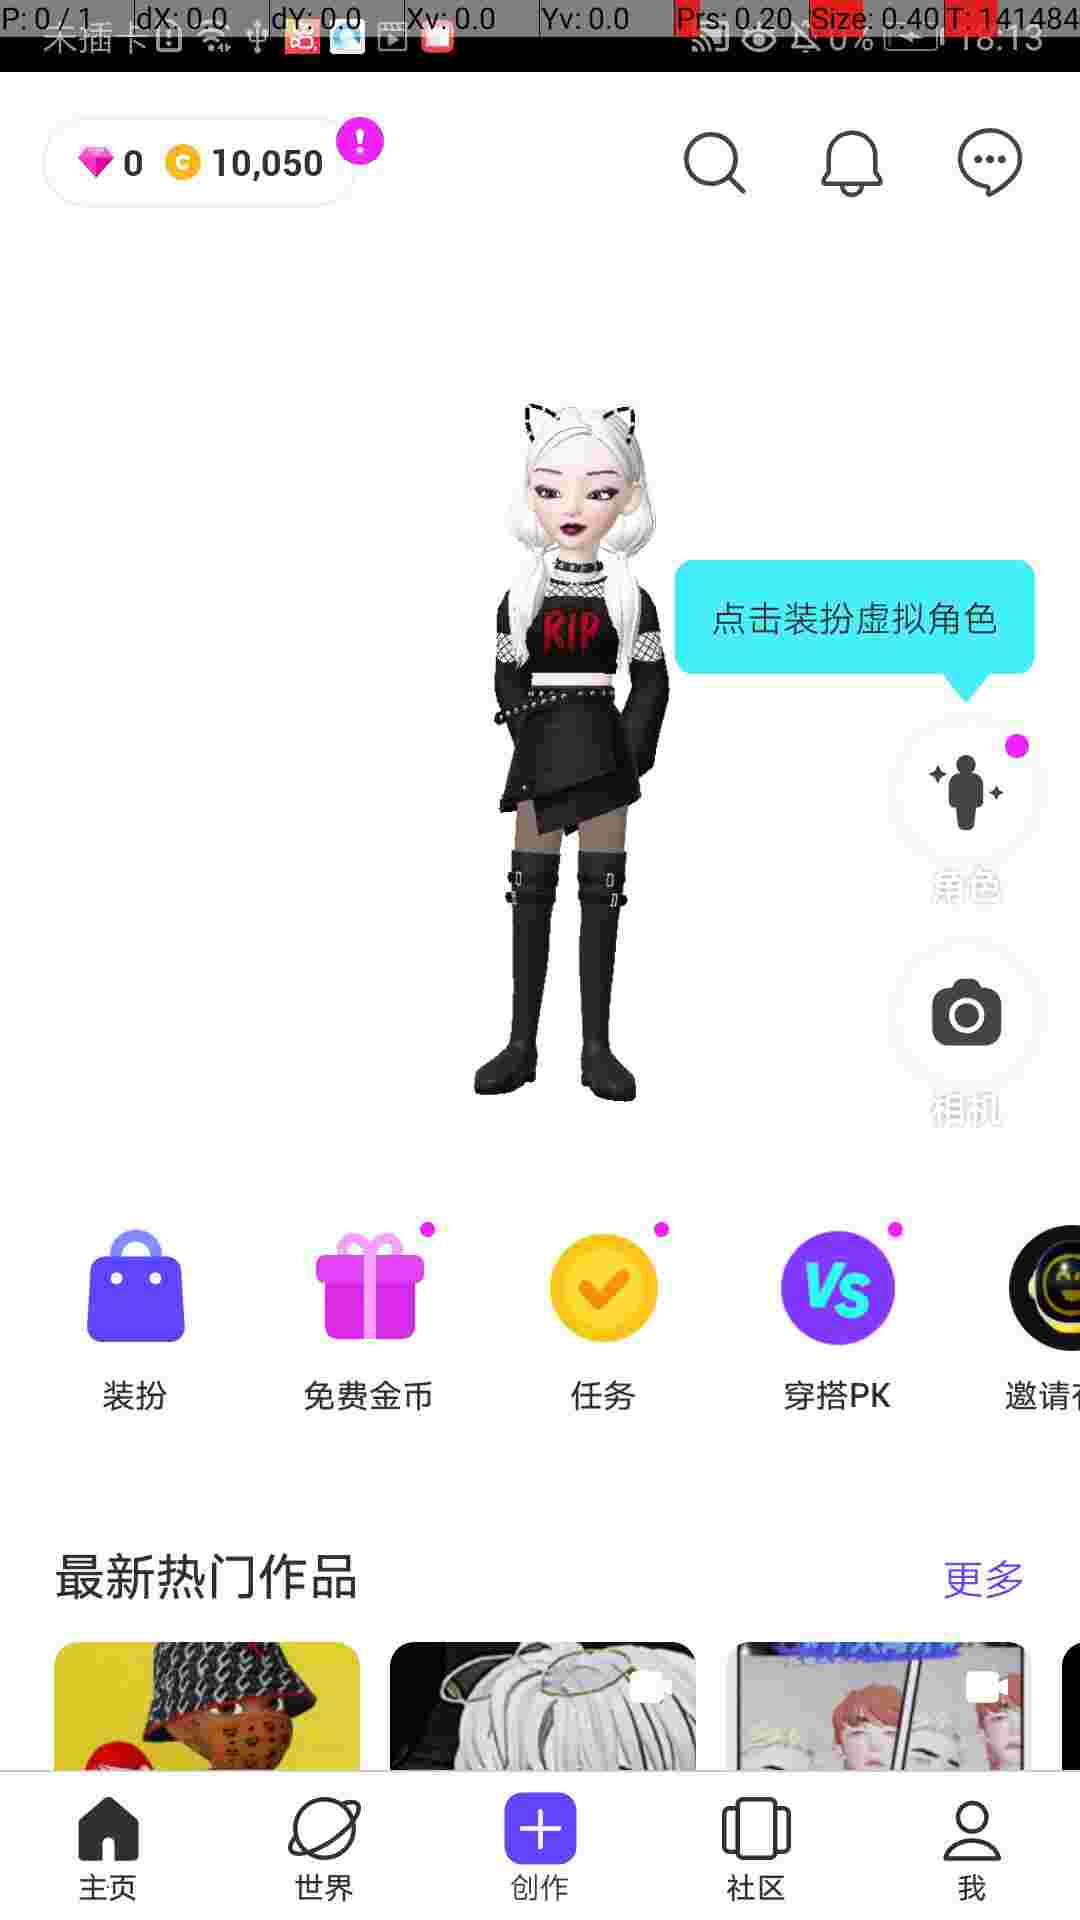 P: 0 / 1 dX: 0.0 dY: 0.0 Xv: 0.0 Yv: 0.0 Prs: 0.20 Size: 0.40 T: 141484
未插卡 0% 18:13
0 10,050
RIP
点击装扮虚拟角色
角色
相机
VS
装扮 免费金币 任务 穿搭PK 邀请
最新热门作品 更多
主页 世界 创作 社区 我